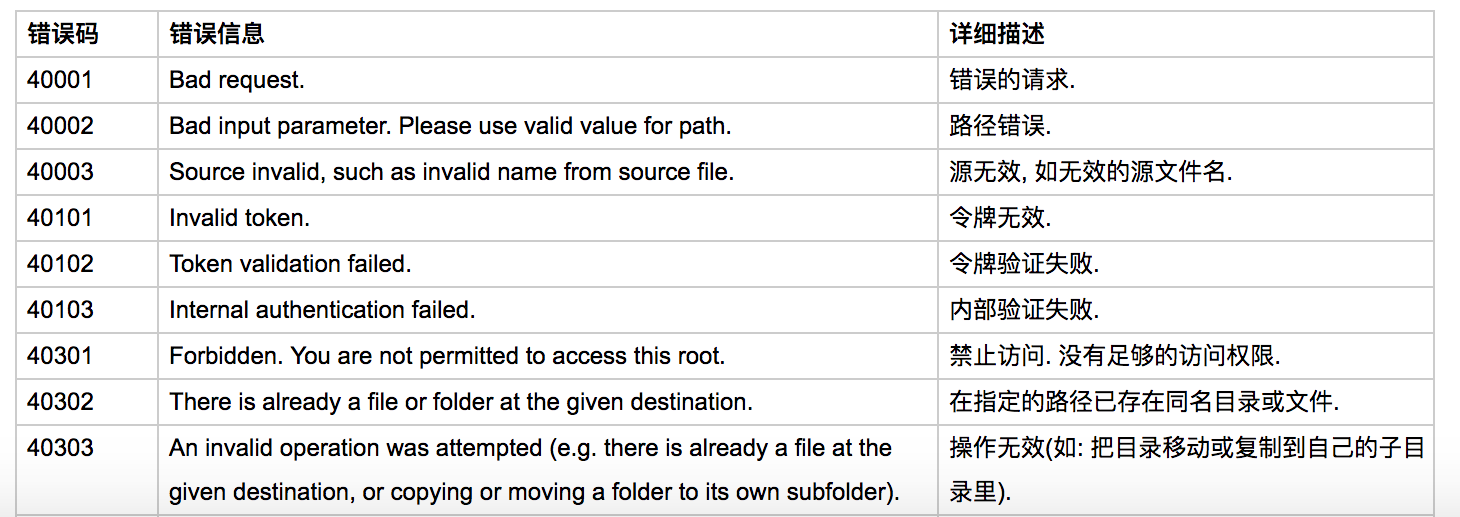 错误码 错误信息 详细描述
40001 Bad request. 错误的请求.
40002 Bad input parameter. Please use valid value for path. 路径错误.
40003 Source invalid, such as invalid name from source file. 源无效, 如无效的源文件名.
40101 Invalid token. 令牌无效.
40102 Token validation failed. 令牌验证失败.
40103 Internal authentication failed. 内部验证失败.
40301 Forbidden. You are not permitted to access this root. 禁止访问. 没有足够的访问权限.
40302 There is already a file or folder at the given destination. 在指定的路径已存在同名目录或文件.
40303 An invalid operation was attempted (e.g. there is already a file at the 操作无效(如: 把目录移动或复制到自己的子目
given destination, or copying or moving a folder to its own subfolder). 录里).